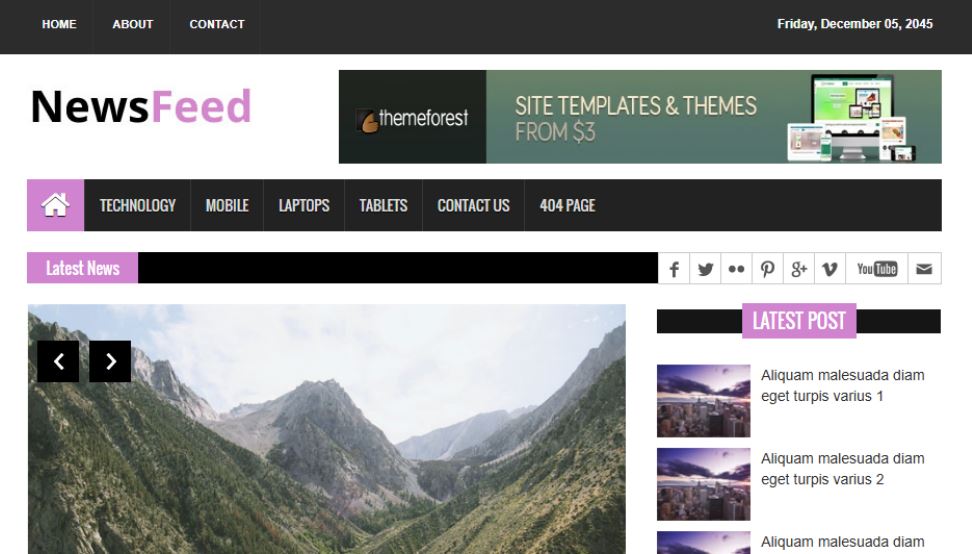 HOME ABOUT CONTACT Friday, December 05, 2045
NewsFeed
themeforest
SITE TEMPLATES & THEMES
FROM $3
TECHNOLOGY MOBILE LAPTOPS TABLETS CONTACT US 404 PAGE
Latest News
You Tube
LATEST POST
Aliquam malesuada diam
eget turpis varius 1
Aliquam malesuada diam
eget turpis varius 2
Aliquam malesuada diam